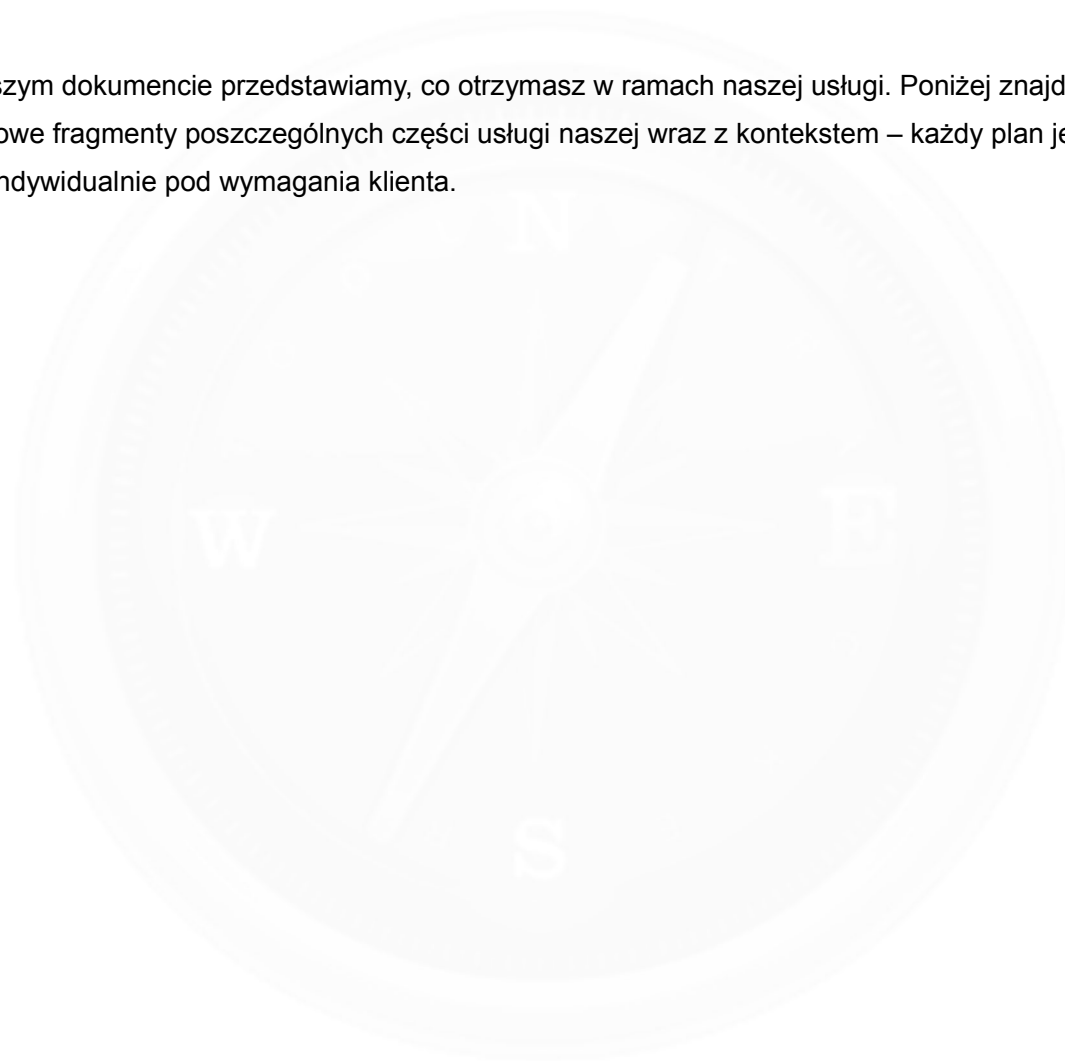 szym dokumencie przedstawiamy, co otrzymasz w ramach naszej usługi. Poniżej znajd
owe fragmenty poszczególnych części usługi naszej wraz z kontekstem – każdy plan je
ndywidualnie pod wymagania klienta.
N
W
E
S